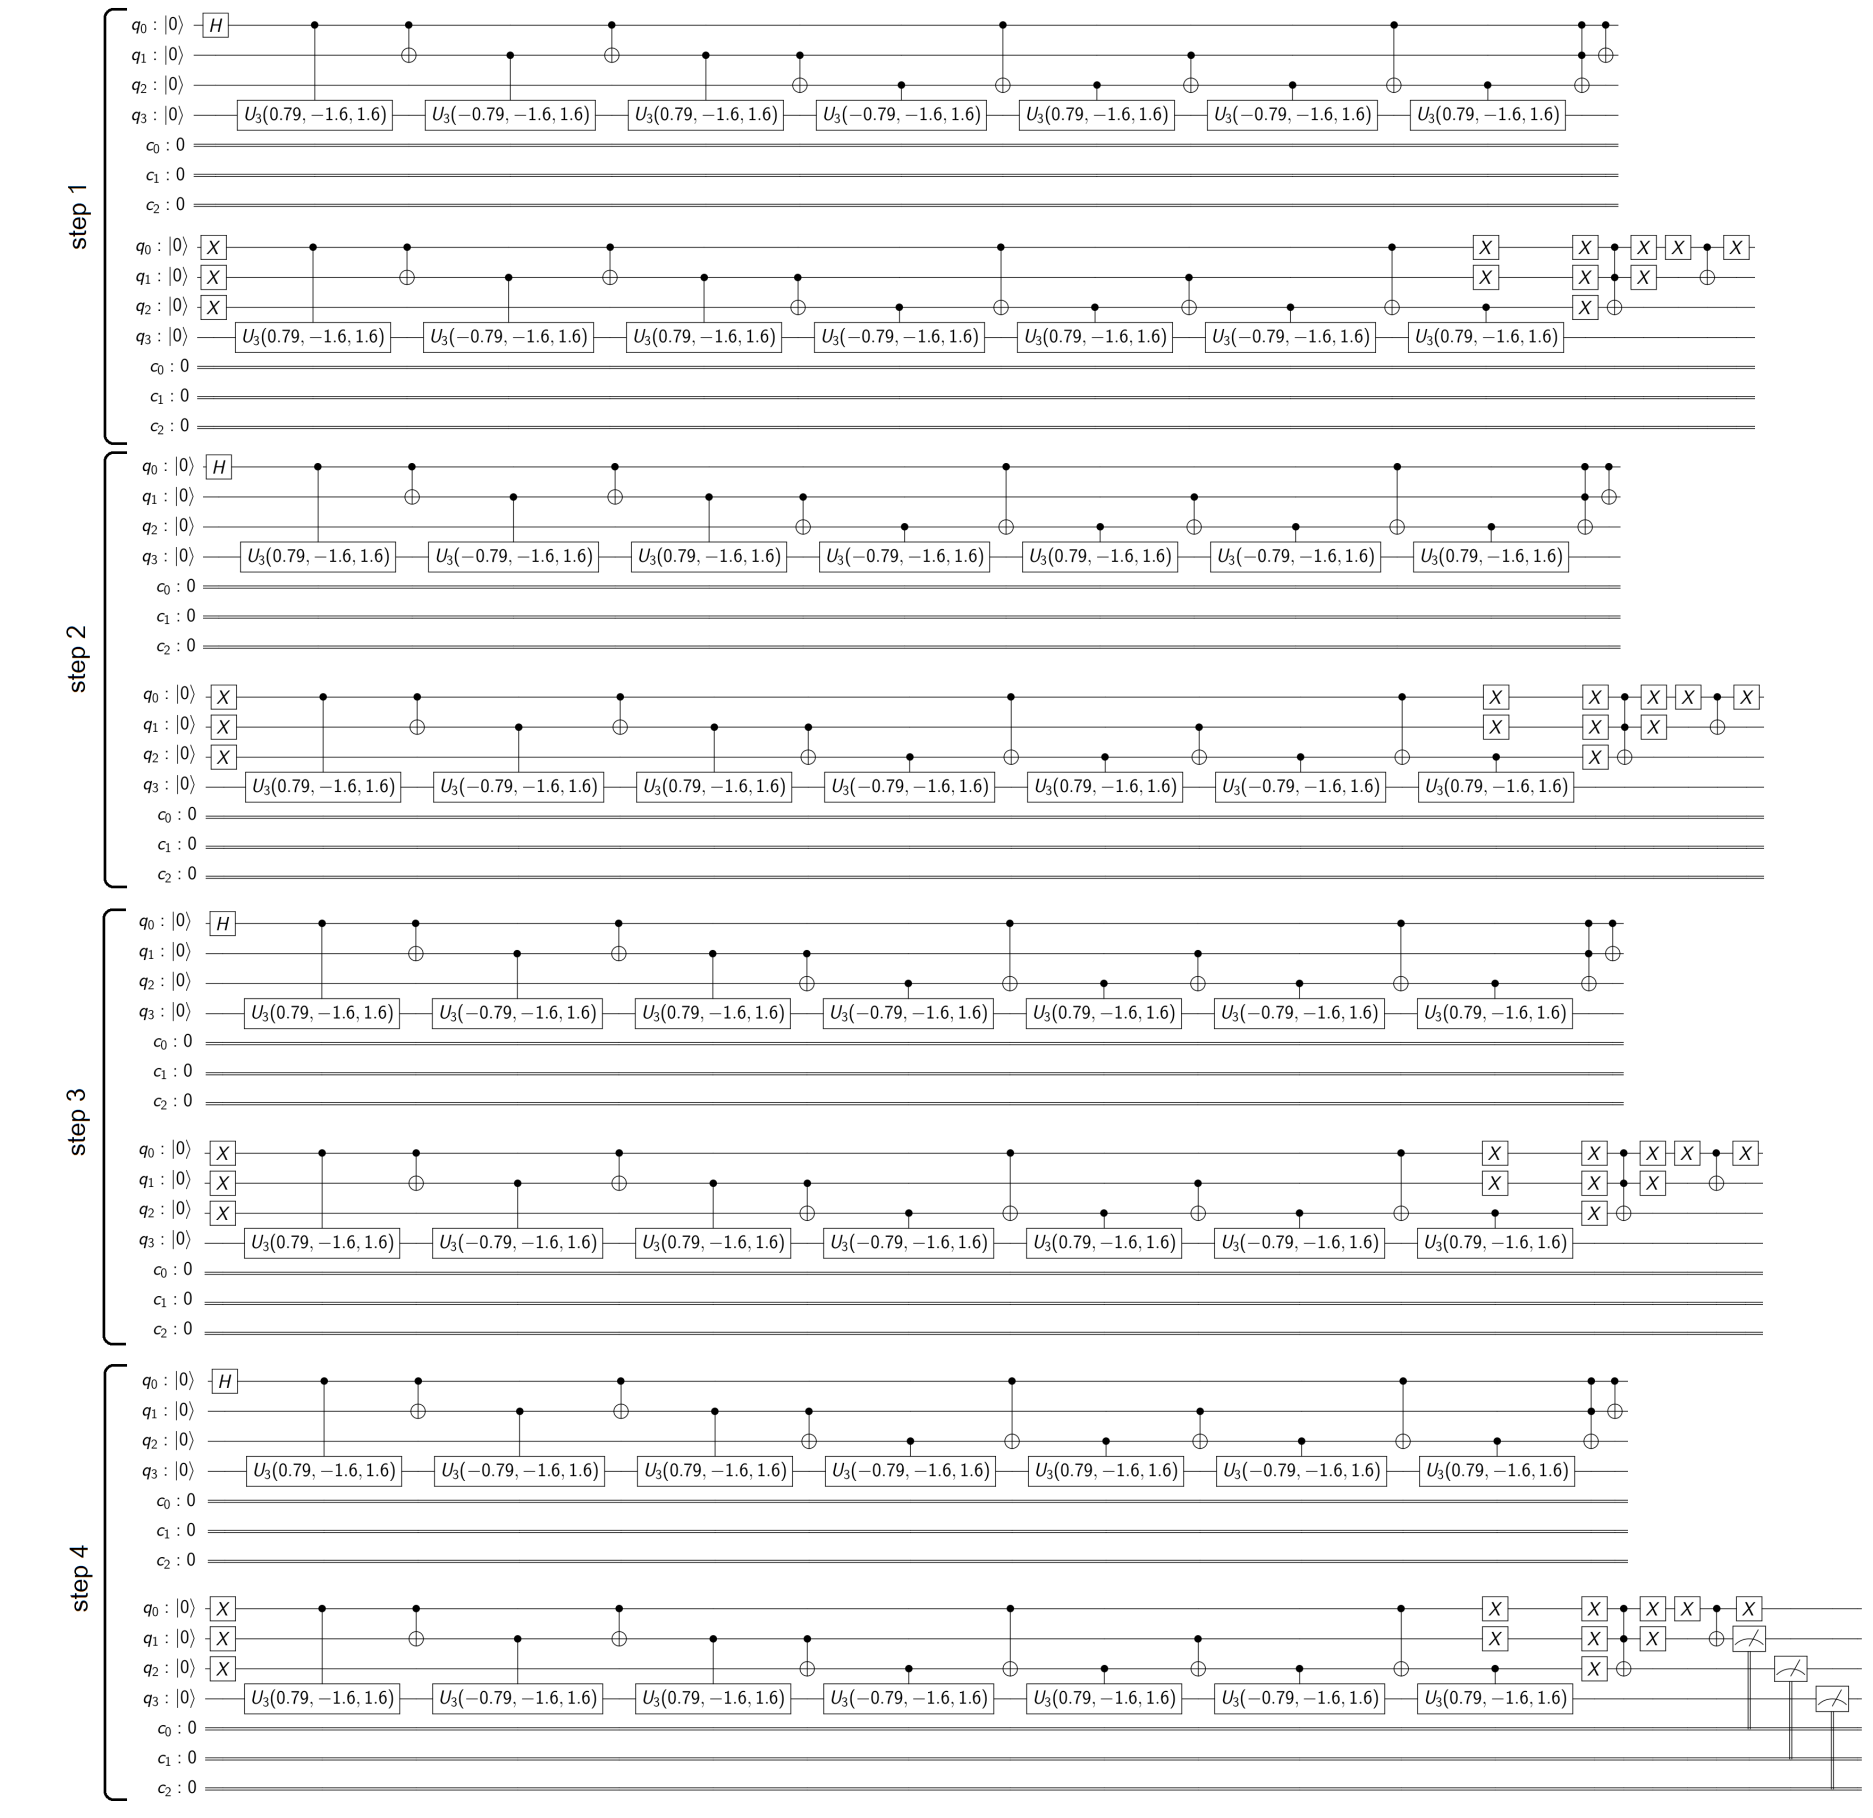 step 1
q₀ : |0⟩ H
q₁ : |0⟩
q₂ : |0⟩
q₃ : |0⟩ U₃(0.79, −1.6, 1.6) U₃(−0.79, −1.6, 1.6) U₃(0.79, −1.6, 1.6) U₃(−0.79, −1.6, 1.6) U₃(0.79, −1.6, 1.6) U₃(−0.79, −1.6, 1.6) U₃(0.79, −1.6, 1.6)
c₀ : 0
c₁ : 0
c₂ : 0
q₀ : |0⟩ X X X X X X
q₁ : |0⟩ X X X X
q₂ : |0⟩ X X
q₃ : |0⟩ U₃(0.79, −1.6, 1.6) U₃(−0.79, −1.6, 1.6) U₃(0.79, −1.6, 1.6) U₃(−0.79, −1.6, 1.6) U₃(0.79, −1.6, 1.6) U₃(−0.79, −1.6, 1.6) U₃(0.79, −1.6, 1.6)
c₀ : 0
c₁ : 0
c₂ : 0
step 2
q₀ : |0⟩ H
q₁ : |0⟩
q₂ : |0⟩
q₃ : |0⟩ U₃(0.79, −1.6, 1.6) U₃(−0.79, −1.6, 1.6) U₃(0.79, −1.6, 1.6) U₃(−0.79, −1.6, 1.6) U₃(0.79, −1.6, 1.6) U₃(−0.79, −1.6, 1.6) U₃(0.79, −1.6, 1.6)
c₀ : 0
c₁ : 0
c₂ : 0
q₀ : |0⟩ X X X X X X
q₁ : |0⟩ X X X X
q₂ : |0⟩ X X
q₃ : |0⟩ U₃(0.79, −1.6, 1.6) U₃(−0.79, −1.6, 1.6) U₃(0.79, −1.6, 1.6) U₃(−0.79, −1.6, 1.6) U₃(0.79, −1.6, 1.6) U₃(−0.79, −1.6, 1.6) U₃(0.79, −1.6, 1.6)
c₀ : 0
c₁ : 0
c₂ : 0
step 3
q₀ : |0⟩ H
q₁ : |0⟩
q₂ : |0⟩
q₃ : |0⟩ U₃(0.79, −1.6, 1.6) U₃(−0.79, −1.6, 1.6) U₃(0.79, −1.6, 1.6) U₃(−0.79, −1.6, 1.6) U₃(0.79, −1.6, 1.6) U₃(−0.79, −1.6, 1.6) U₃(0.79, −1.6, 1.6)
c₀ : 0
c₁ : 0
c₂ : 0
q₀ : |0⟩ X X X X X X
q₁ : |0⟩ X X X X
q₂ : |0⟩ X X
q₃ : |0⟩ U₃(0.79, −1.6, 1.6) U₃(−0.79, −1.6, 1.6) U₃(0.79, −1.6, 1.6) U₃(−0.79, −1.6, 1.6) U₃(0.79, −1.6, 1.6) U₃(−0.79, −1.6, 1.6) U₃(0.79, −1.6, 1.6)
c₀ : 0
c₁ : 0
c₂ : 0
step 4
q₀ : |0⟩ H
q₁ : |0⟩
q₂ : |0⟩
q₃ : |0⟩ U₃(0.79, −1.6, 1.6) U₃(−0.79, −1.6, 1.6) U₃(0.79, −1.6, 1.6) U₃(−0.79, −1.6, 1.6) U₃(0.79, −1.6, 1.6) U₃(−0.79, −1.6, 1.6) U₃(0.79, −1.6, 1.6)
c₀ : 0
c₁ : 0
c₂ : 0
q₀ : |0⟩ X X X X X X
q₁ : |0⟩ X X X X
q₂ : |0⟩ X X
q₃ : |0⟩ U₃(0.79, −1.6, 1.6) U₃(−0.79, −1.6, 1.6) U₃(0.79, −1.6, 1.6) U₃(−0.79, −1.6, 1.6) U₃(0.79, −1.6, 1.6) U₃(−0.79, −1.6, 1.6) U₃(0.79, −1.6, 1.6)
c₀ : 0
c₁ : 0
c₂ : 0